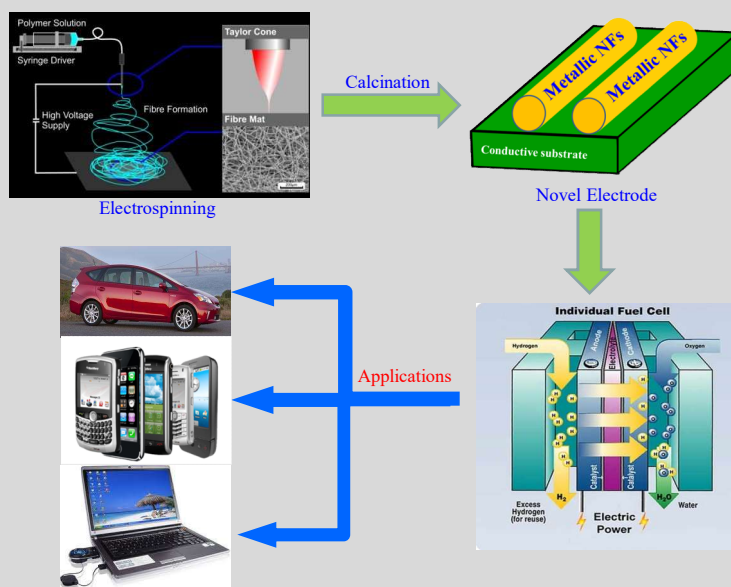 Polymer Solution
Syringe Driver
High Voltage
Supply
Fibre Formation
Taylor Cone
Fibre Mat
Electrospinning
Calcination
Metallic NFs
Metallic NFs
Conductive substrate
Novel Electrode
Individual Fuel Cell
Hydrogen
Anode
Electrolyte
Cathode
Oxygen
H
H
H
H
H
H
H
H
Catalyst
Catalyst
H₂
H₂O
Excess
Hydrogen
(for reuse)
Electric
Power
Water
Applications